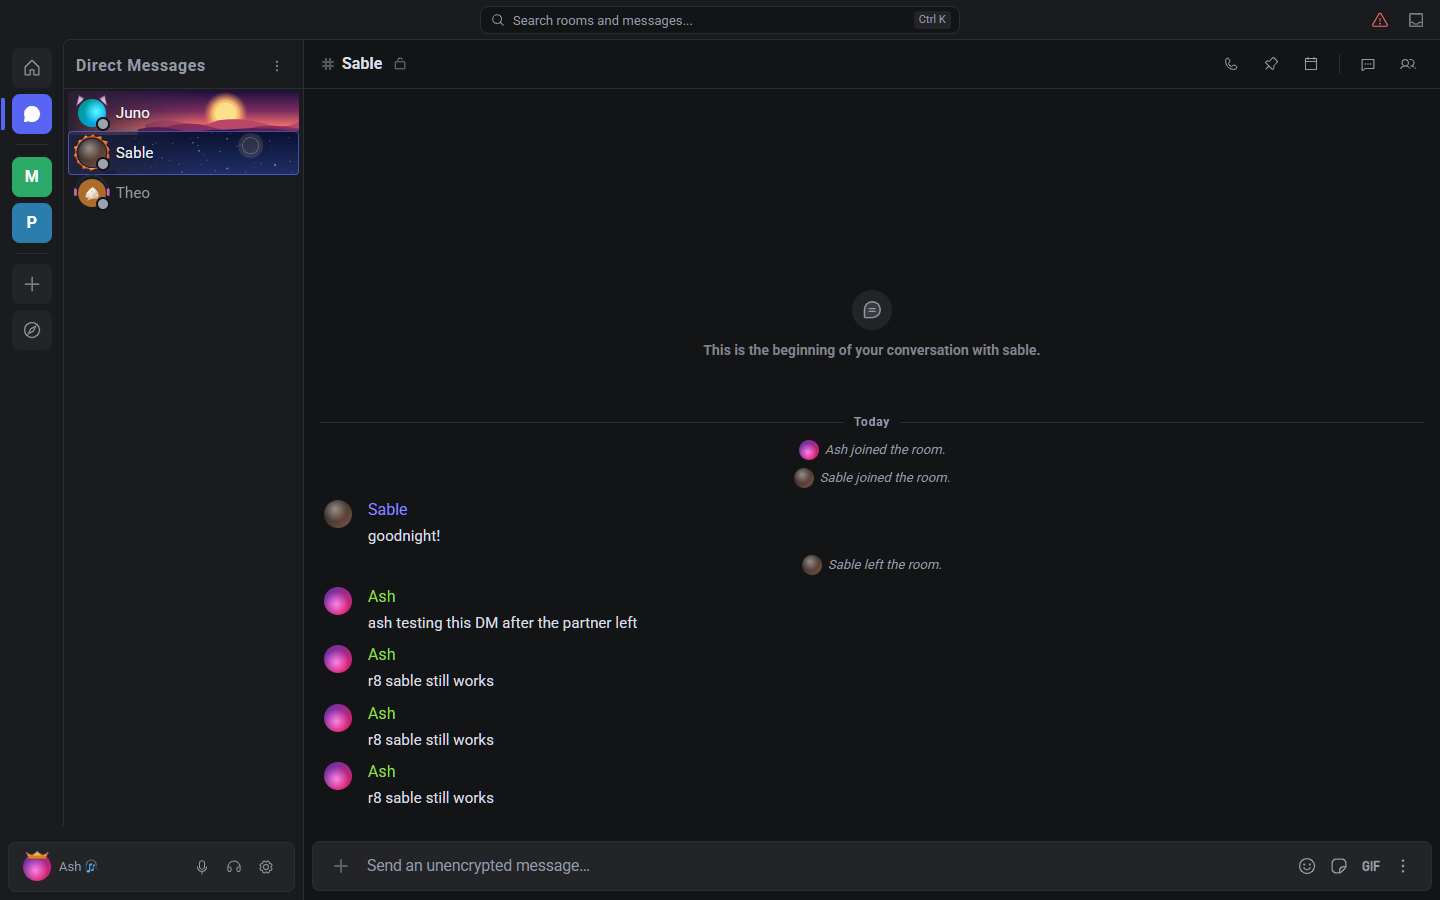 Search rooms and messages...
Ctrl K
Direct Messages
Sable
Juno
Sable
M
Theo
P
This is the beginning of your conversation with sable.
Today
Ash joined the room.
Sable joined the room.
Sable
goodnight!
Sable left the room.
Ash
ash testing this DM after the partner left
Ash
r8 sable still works
Ash
r8 sable still works
Ash
r8 sable still works
Ash
Send an unencrypted message...
GIF